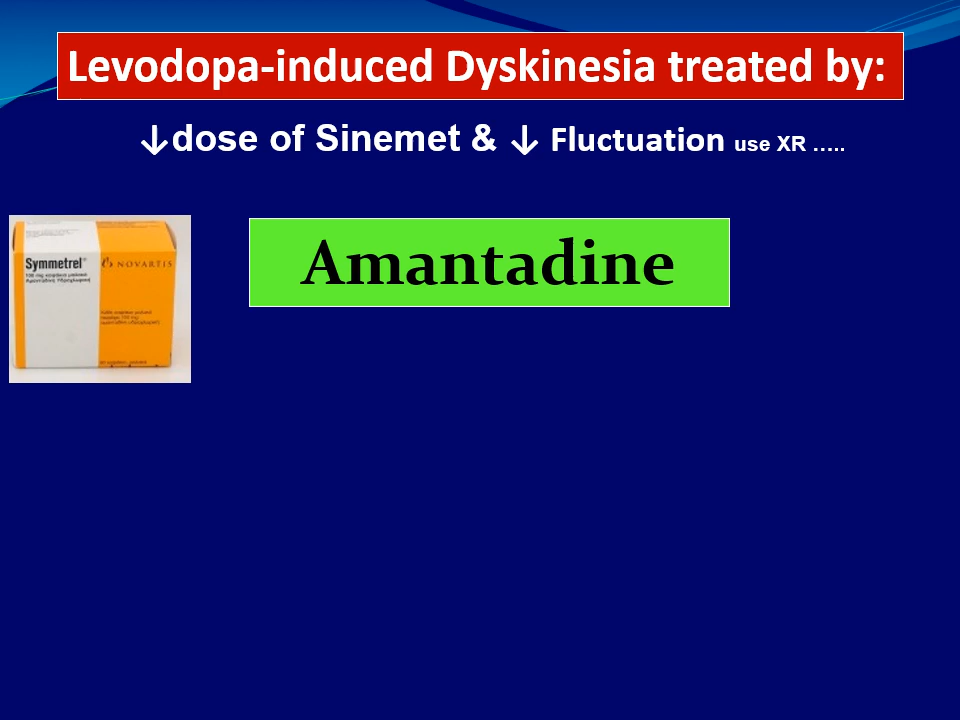 Levodopa-induced Dyskinesia treated by:
↓dose of Sinemet & ↓ Fluctuation use XR …..
Amantadine
Symmetrel®
NOVARTIS